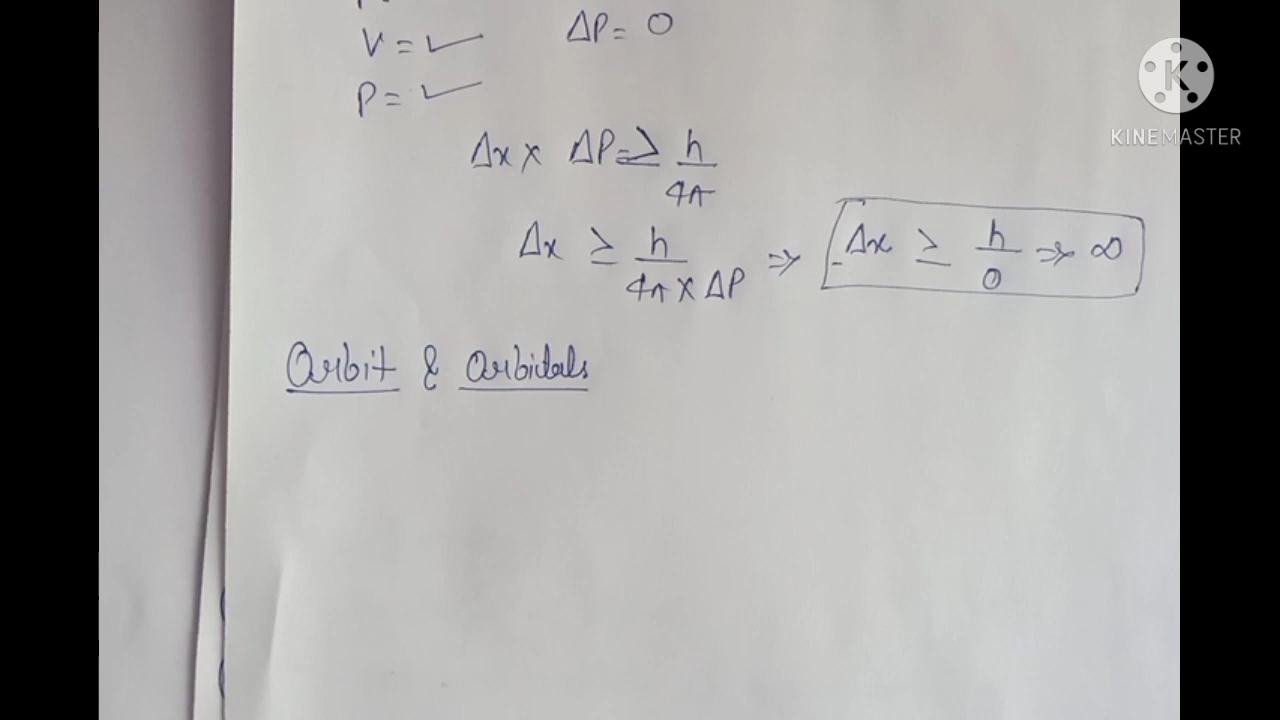 V = ✓ ΔP = 0
P = ✓
Δx × ΔP ≥ h/4π
Δx ≥ h/4π × ΔP ⇒ Δx ≥ h/0 ⇒ ∞
Orbit & Orbitals
K
KINEMASTER